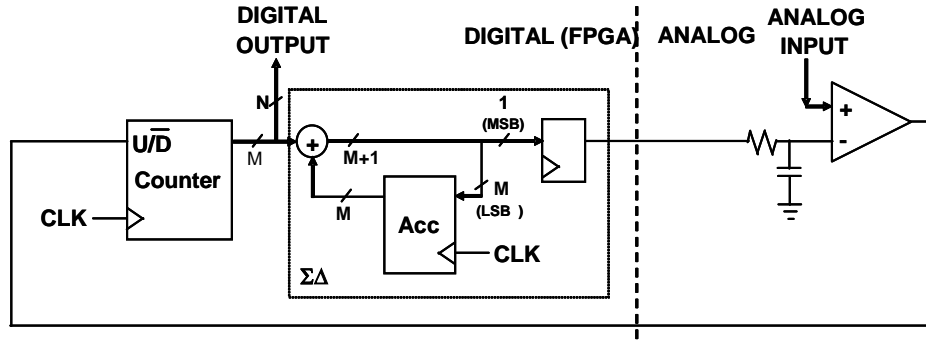 DIGITAL
OUTPUT
DIGITAL (FPGA)
ANALOG
ANALOG
INPUT
N
1
(MSB)
U/D̅
Counter
CLK
M
+
M+1
M
M
(LSB )
Acc
CLK
ΣΔ
+
-